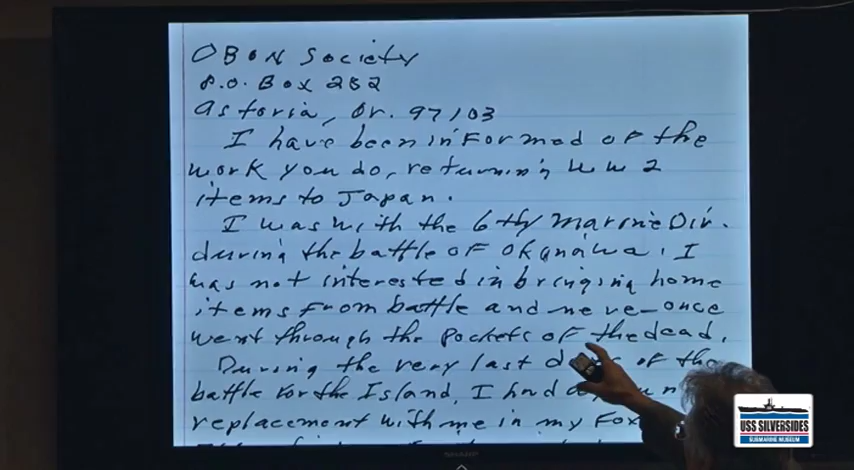 OBON Society
P.O. Box 282
Astoria, Or. 97103
I have been informed of the
work you do, returning WW 2
items to Japan.
I was with the 6th Marine Div.
during the battle of Okinawa. I
was not interested in bringing home
items from battle and never once
went through the pockets of the dead.
During the very last of the
battle for the Island, I had
replacement with me in my Fox
SHARP
USS SILVERSIDES
SUBMARINE MUSEUM